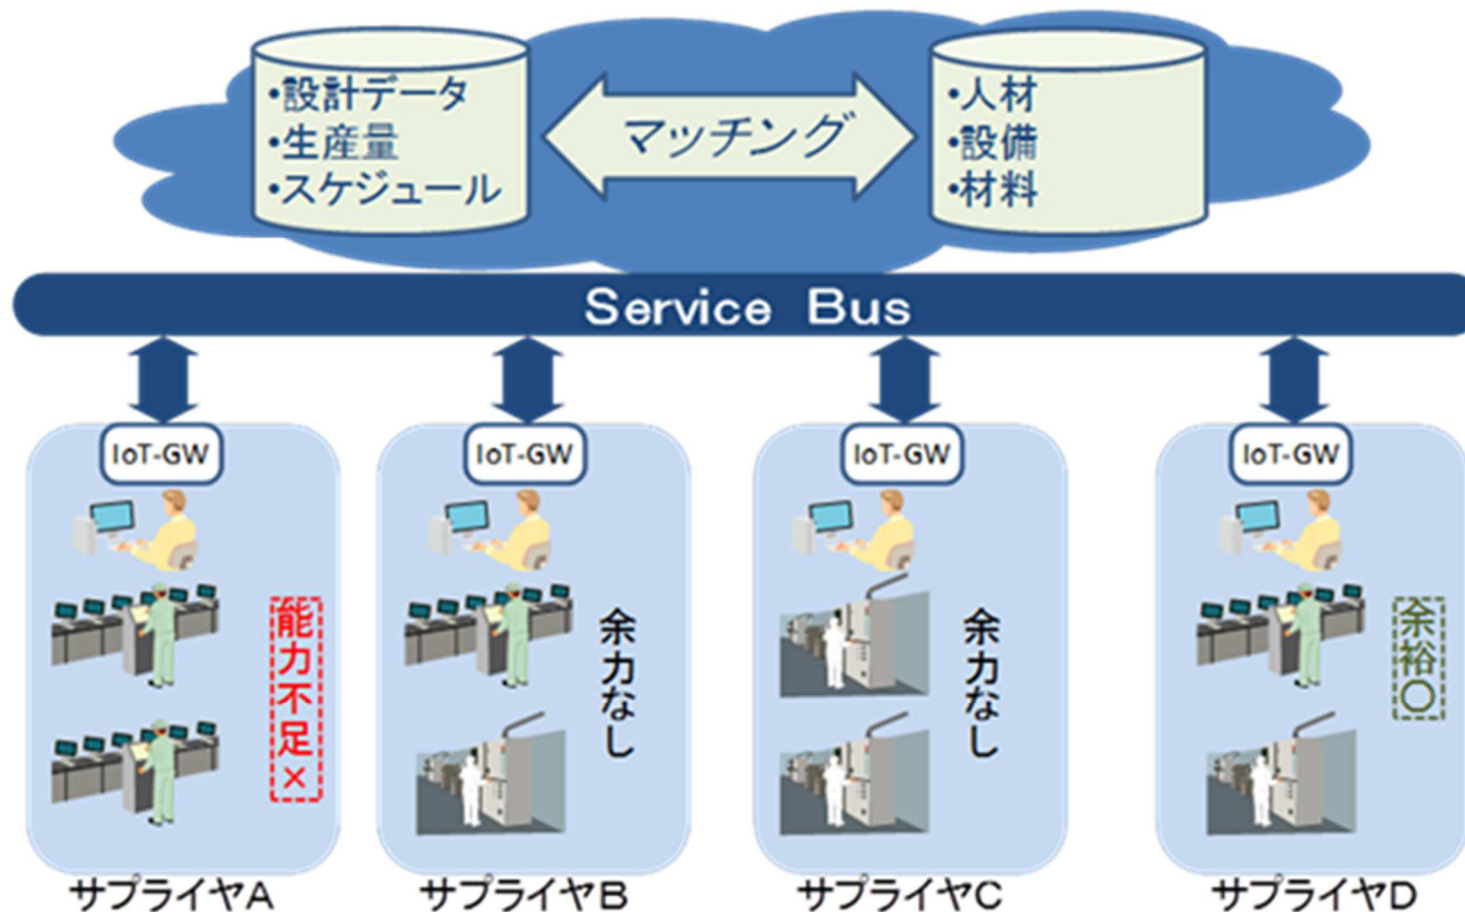 •設計データ
•生産量
•スケジュール
マッチング
•人材
•設備
•材料
Service Bus
IoT-GW
IoT-GW
IoT-GW
IoT-GW
能力不足×
余力なし
余力なし
余裕〇
サプライヤA
サプライヤB
サプライヤC
サプライヤD